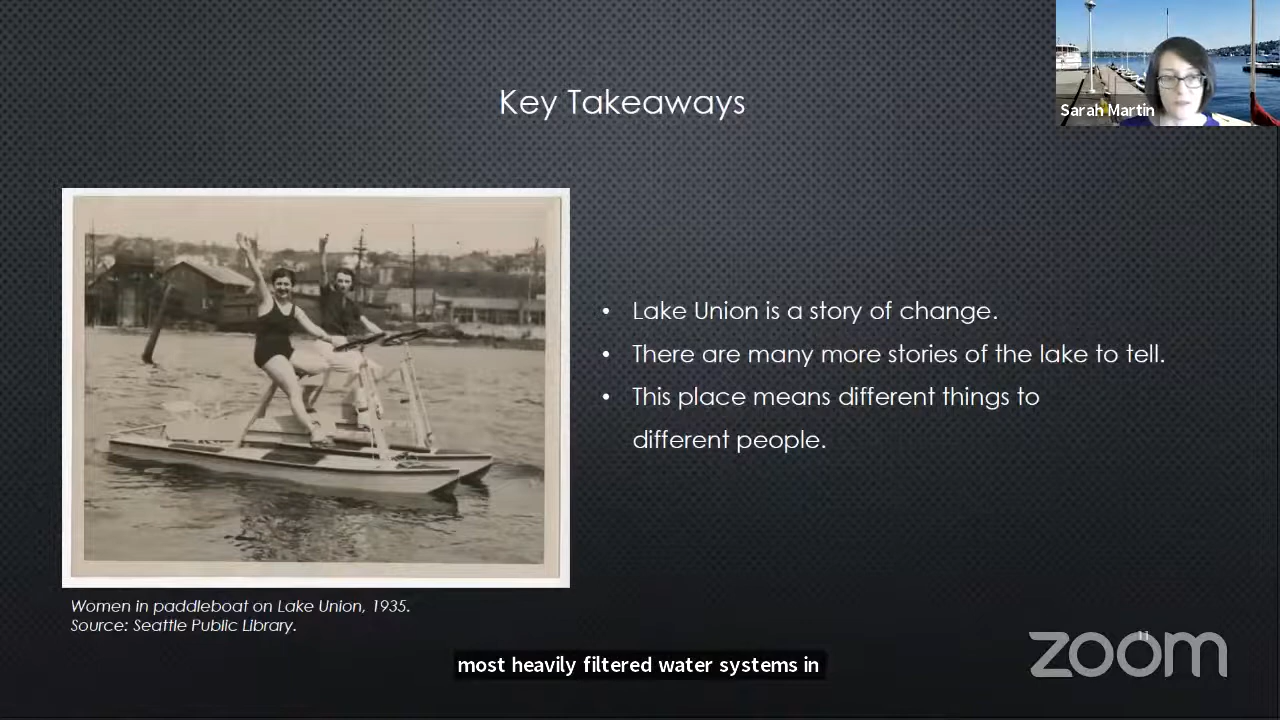 Key Takeaways
Sarah Martin
• Lake Union is a story of change.
• There are many more stories of the lake to tell.
• This place means different things to
different people.
Women in paddleboat on Lake Union, 1935.
Source: Seattle Public Library.
11
zoom
most heavily filtered water systems in